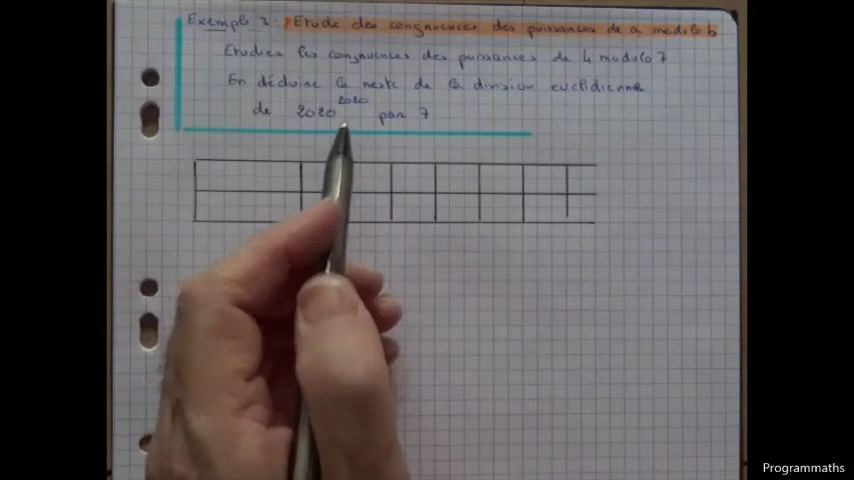 Exemple 2: Etude des congruences des puissances de a modulo b
Etudier les congruences des puissances de 4 modulo 7
En déduire le reste de la division euclidienne
de 2020^2020 par 7
Programmaths